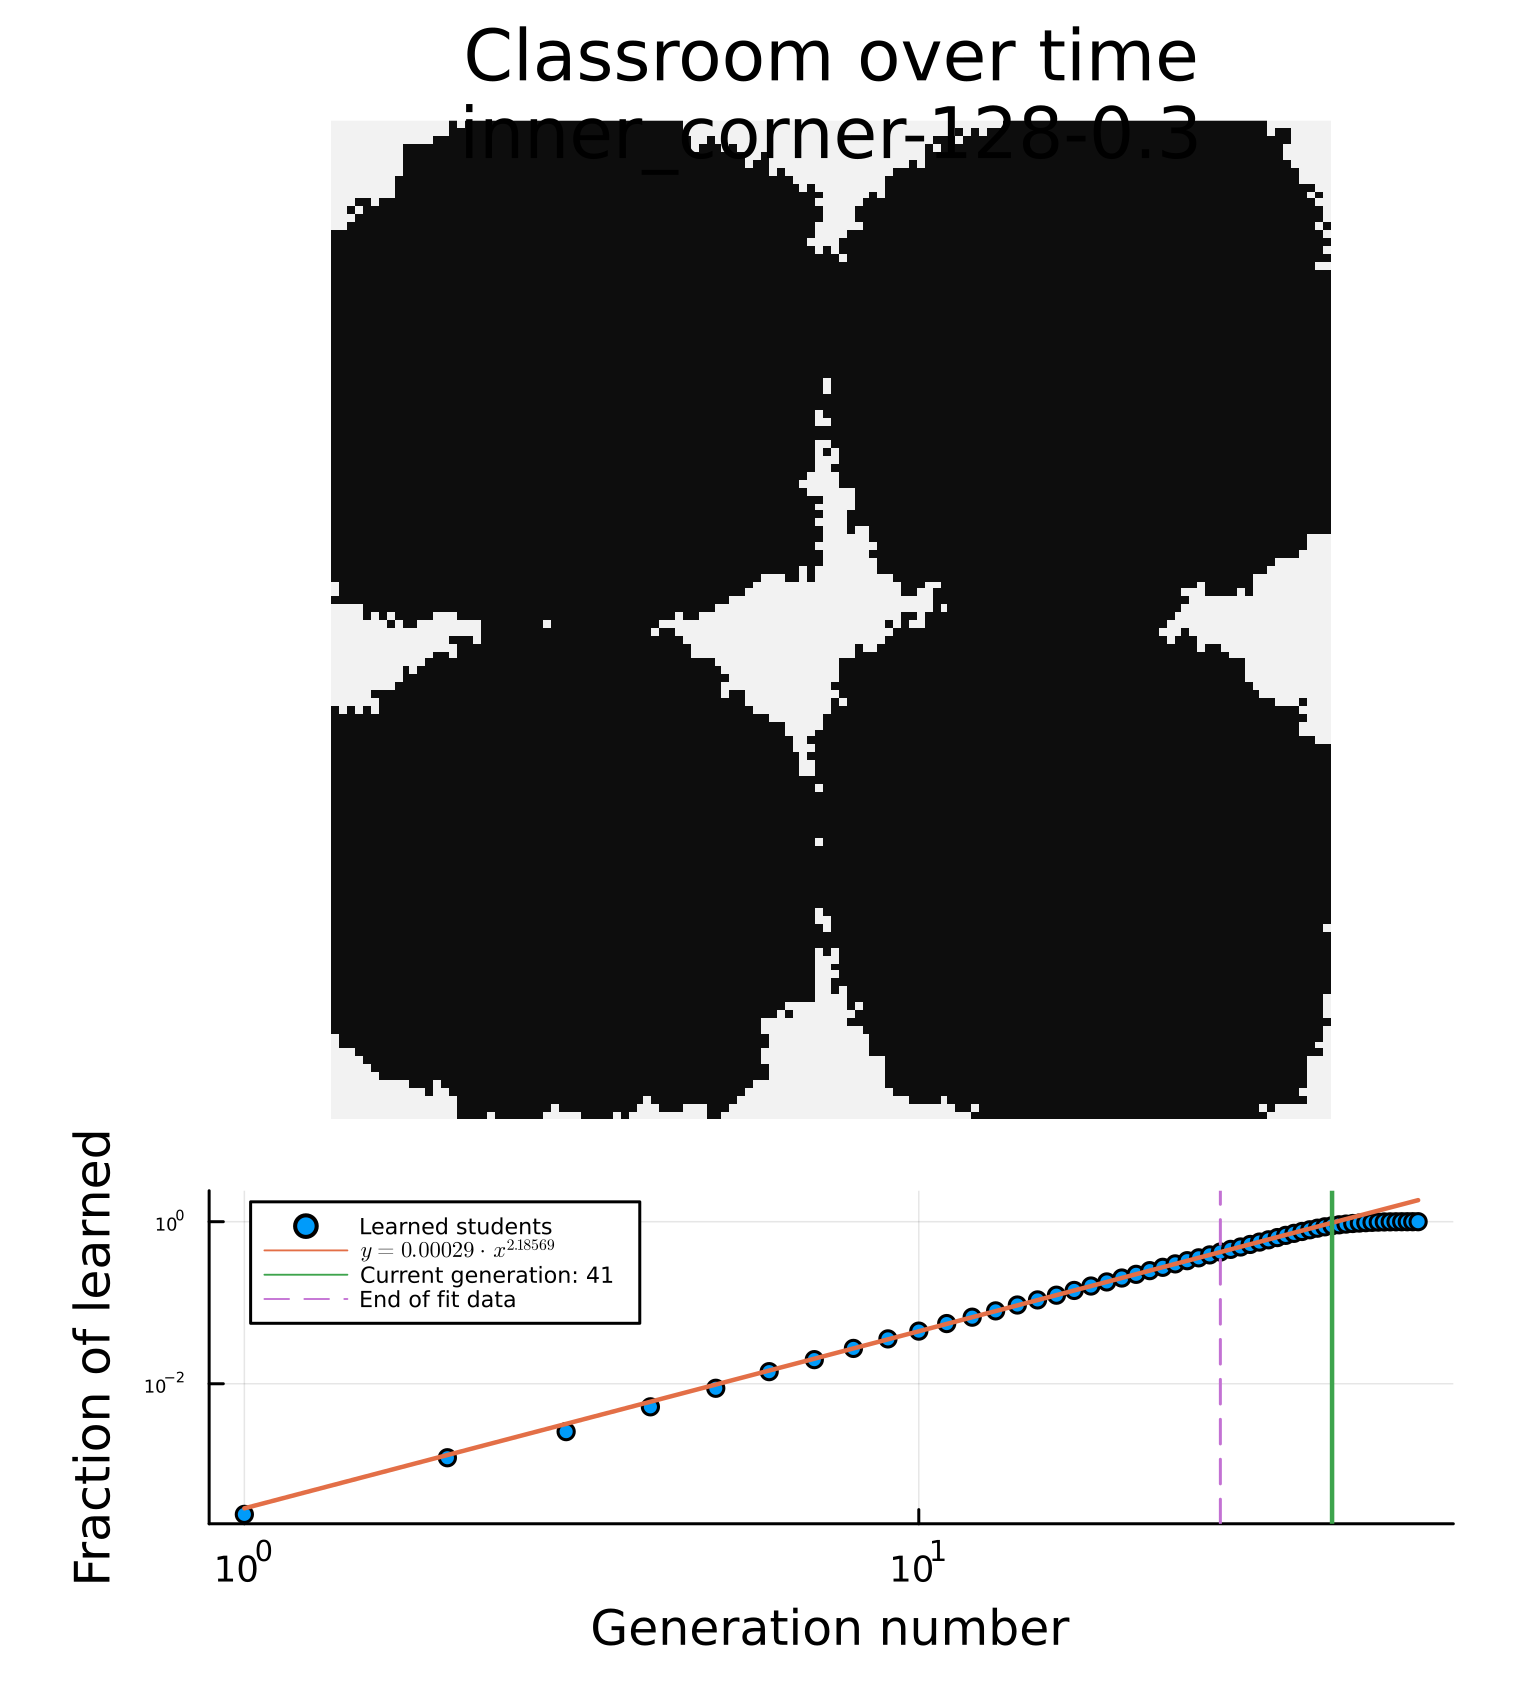 Classroom over time
inner_corner-128-0.3
Fraction of learned
10⁰
10⁻²
Learned students
y = 0.00029 · x^2.18569
Current generation: 41
End of fit data
10⁰
10¹
Generation number